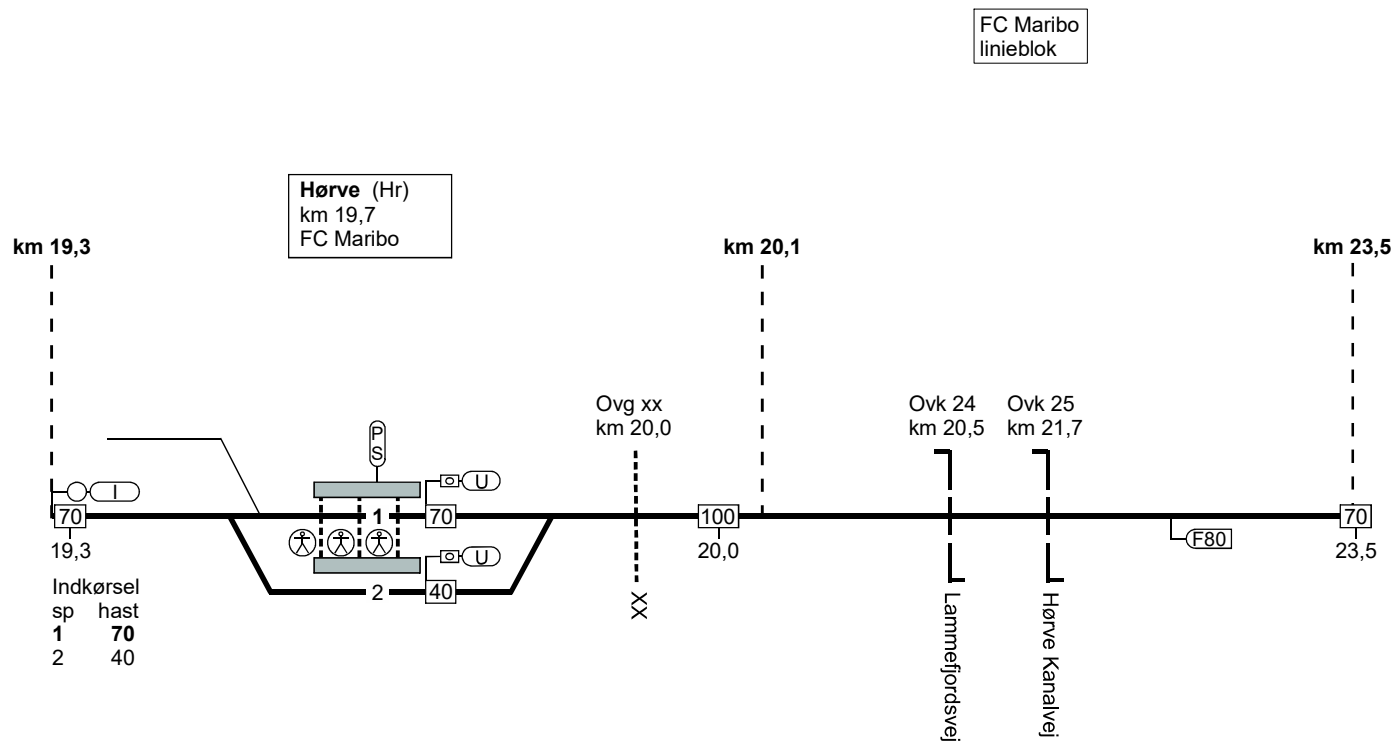 FC Maribo
linieblok
Hørve (Hr)
km 19,7
FC Maribo
km 19,3
km 20,1
km 23,5
Ovg xx
km 20,0
Ovk 24
km 20,5
Ovk 25
km 21,7
P
S
I
U
70
1
70
100
70
19,3
20,0
F80
23,5
U
2
40
Indkørsel
sp hast
1 70
2 40
XX
Lammefjordsvej
Hørve Kanalvej